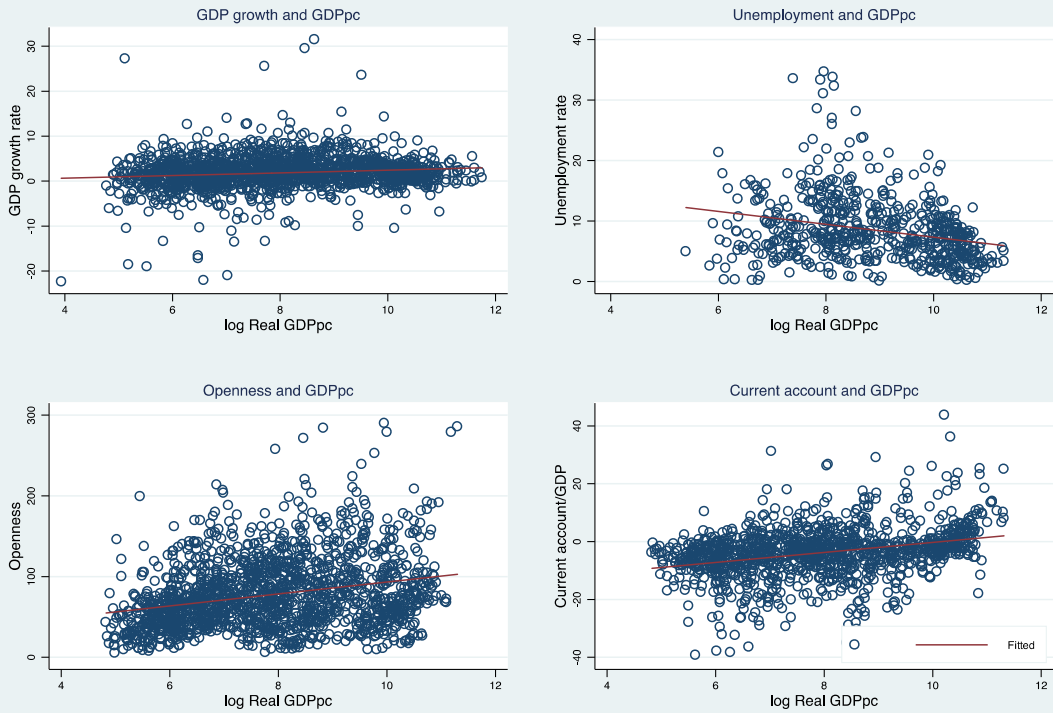 GDP growth and GDPpc
GDP growth rate
30
20
10
0
-10
-20
4 6 8 10 12
log Real GDPpc
Unemployment and GDPpc
Unemployment rate
40
30
20
10
0
4 6 8 10 12
log Real GDPpc
Openness and GDPpc
Openness
300
200
100
0
4 6 8 10 12
log Real GDPpc
Current account and GDPpc
Current account/GDP
40
20
0
-20
-40
Fitted
4 6 8 10 12
log Real GDPpc